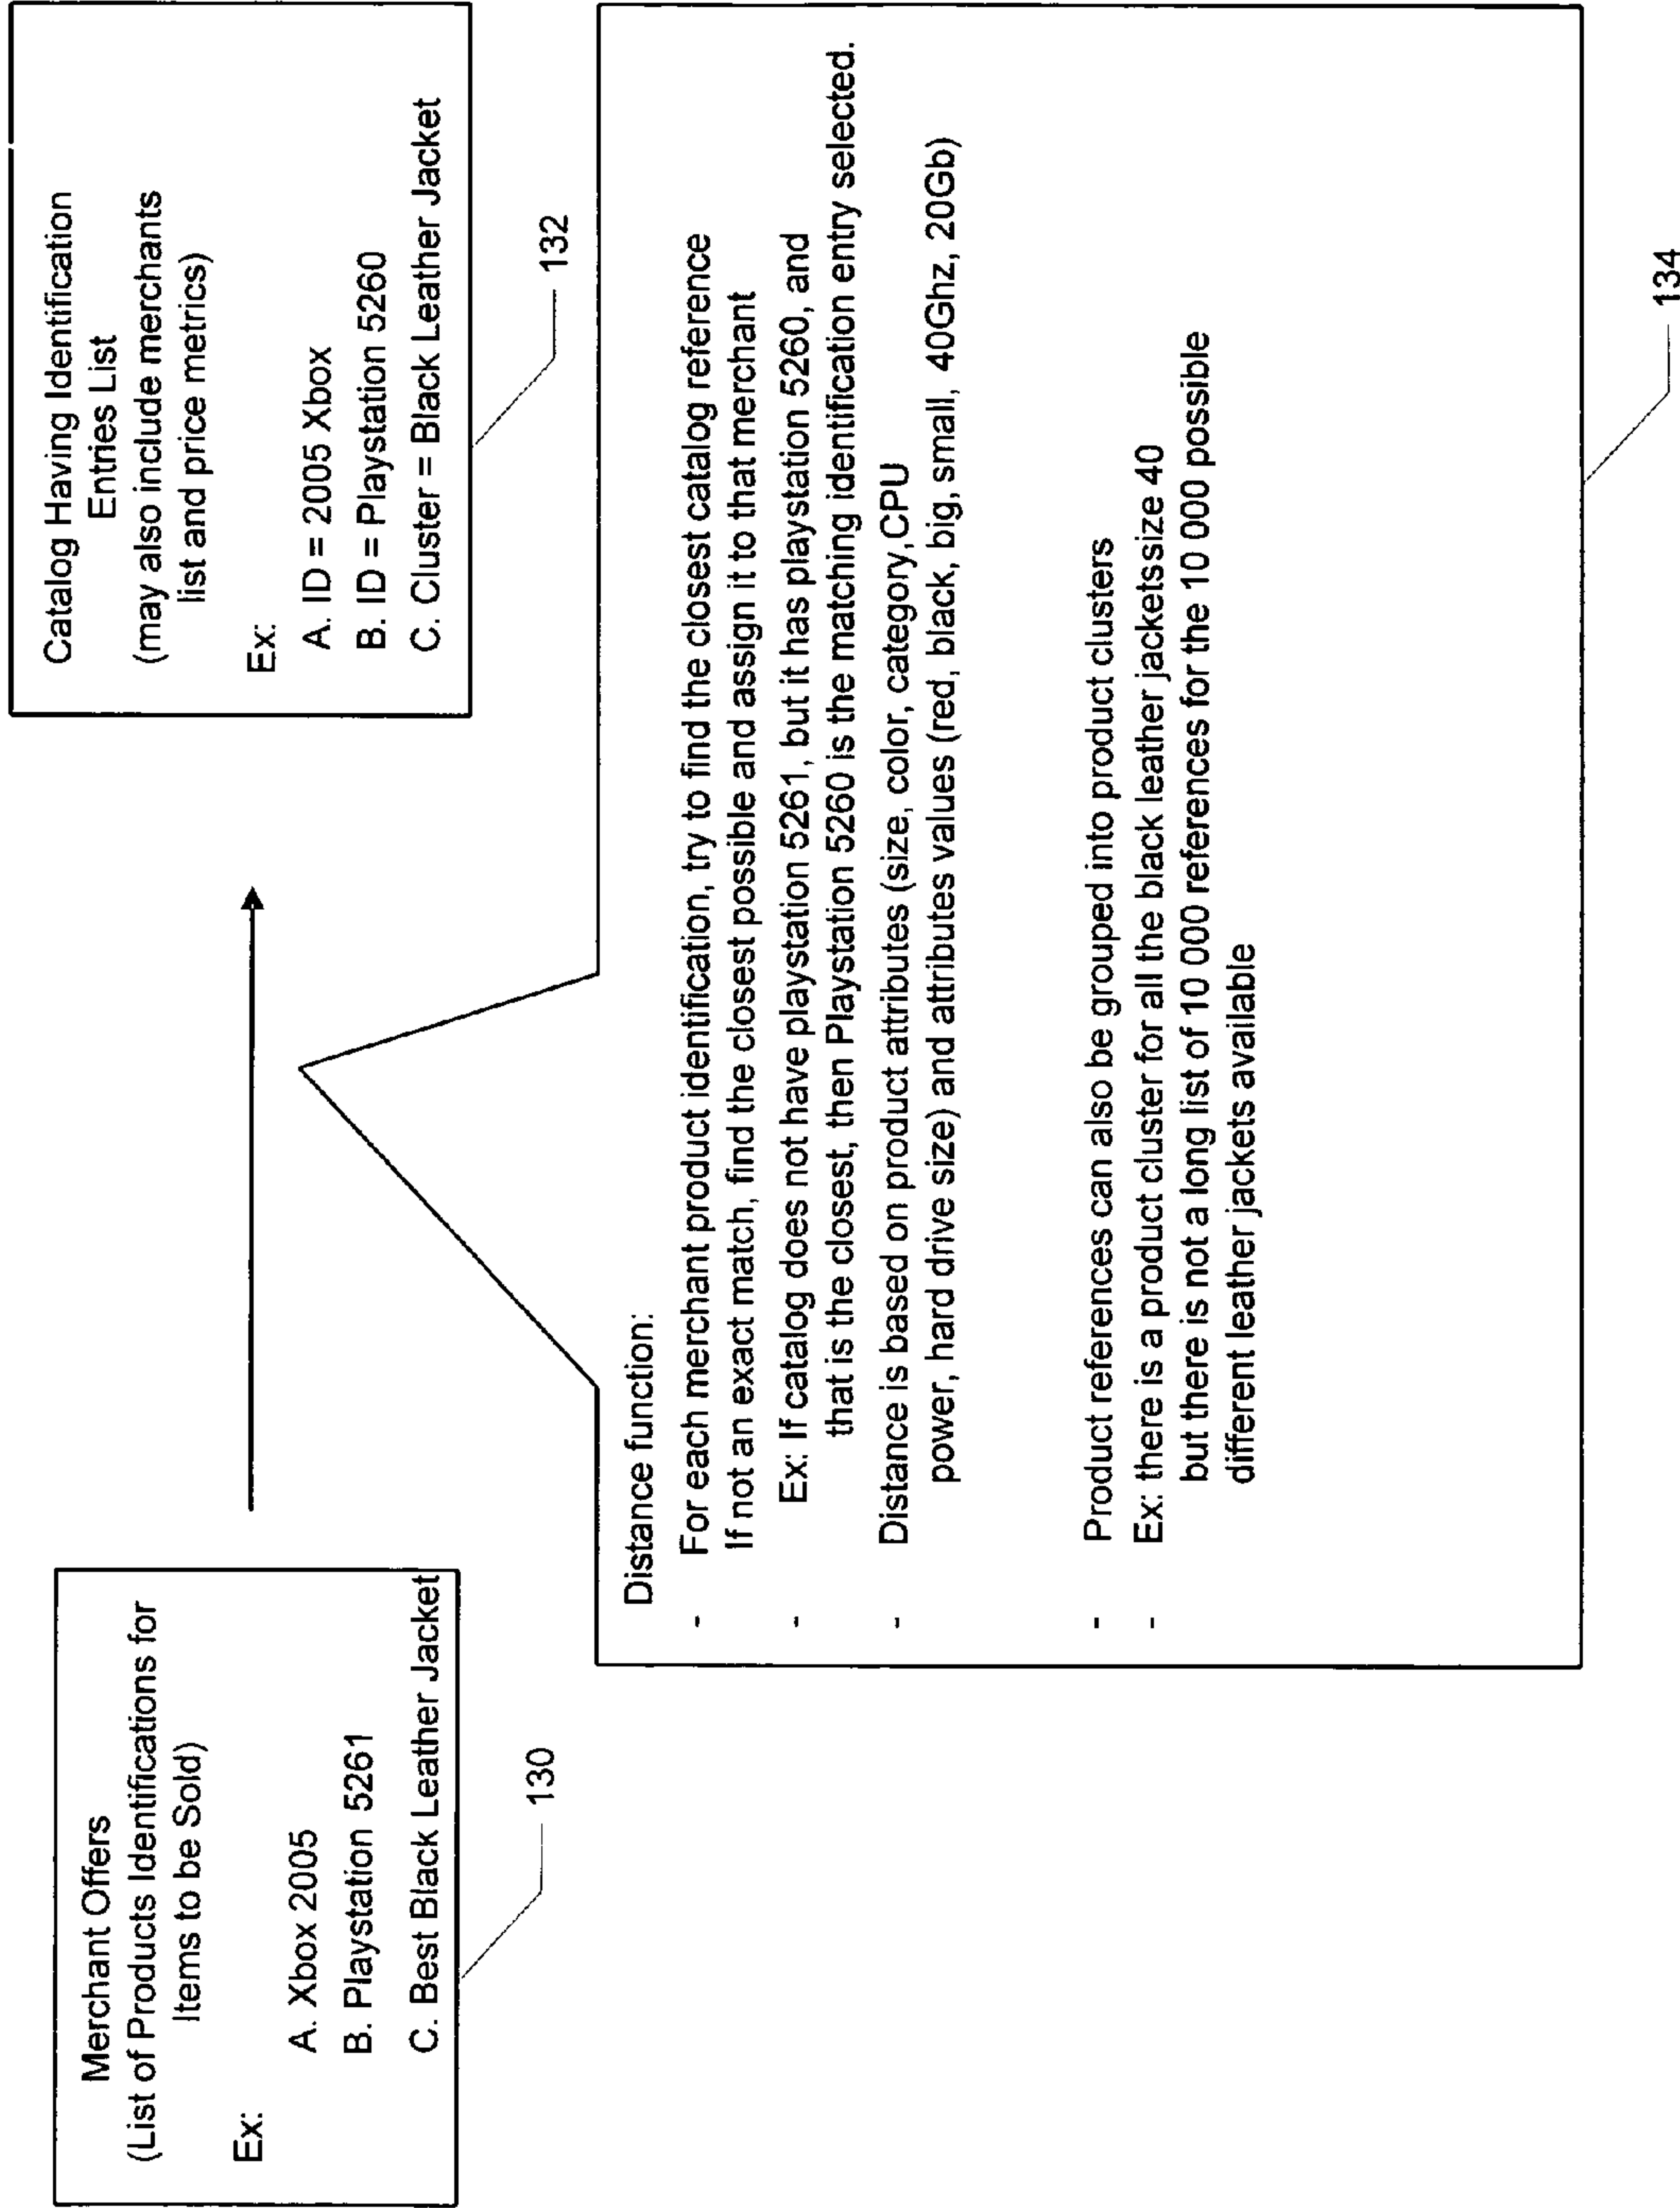 Merchant Offers
(List of Products Identifications for
Items to be Sold)
Ex:
A. Xbox 2005
B. Playstation 5261
C. Best Black Leather Jacket
130
Catalog Having Identification
Entries List
(may also include merchants
list and price metrics)
Ex:
A. ID = 2005 Xbox
B. ID = Playstation 5260
C. Cluster = Black Leather Jacket
132
Distance function:
- For each merchant product identification, try to find the closest catalog reference
If not an exact match, find the closest possible and assign it to that merchant
- Ex: If catalog does not have playstation 5261, but it has playstation 5260, and
that is the closest, then Playstation 5260 is the matching identification entry selected.
- Distance is based on product attributes (size, color, category,CPU
power, hard drive size) and attributes values (red, black, big, small, 40Ghz, 20Gb)
- Product references can also be grouped into product clusters
- Ex: there is a product cluster for all the black leather jackets size 40
but there is not a long list of 10 000 references for the 10 000 possible
different leather jackets available
134